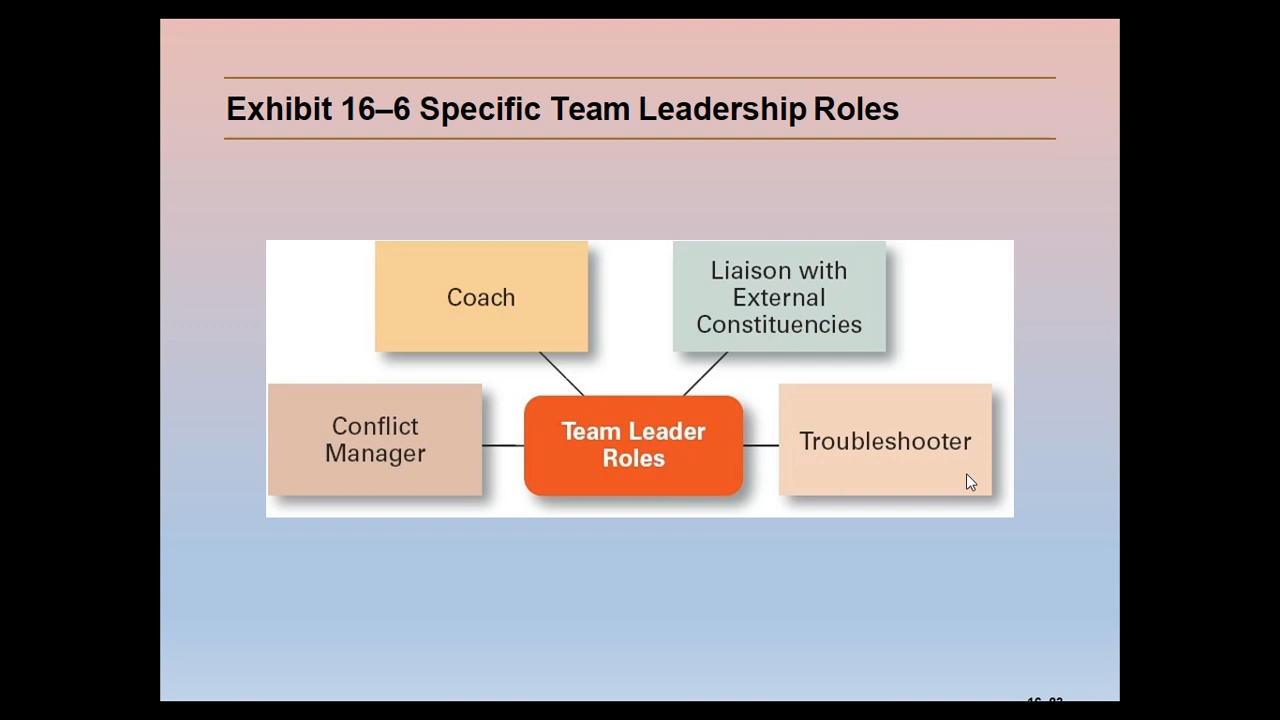 Exhibit 16–6 Specific Team Leadership Roles
Coach
Liaison with
External
Constituencies
Conflict
Manager
Team Leader
Roles
Troubleshooter